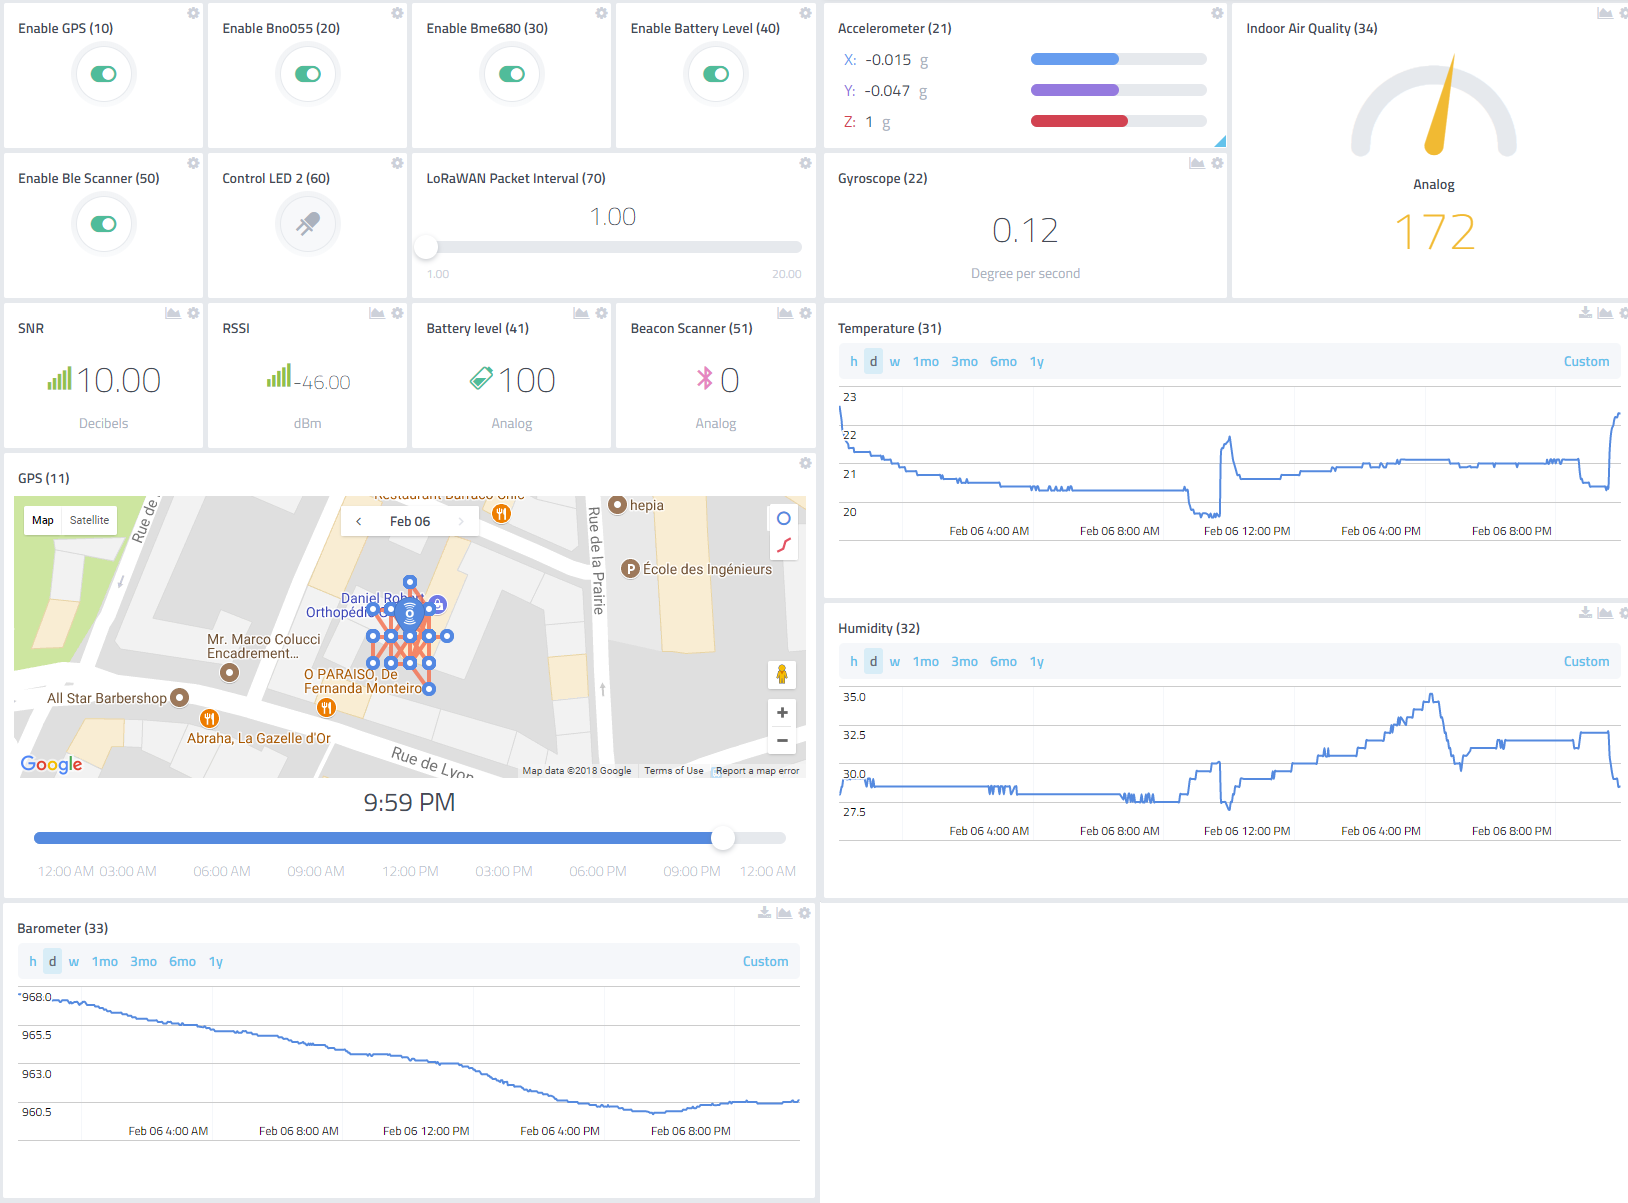 Enable GPS (10)
Enable Bno055 (20)
Enable Bme680 (30)
Enable Battery Level (40)
Accelerometer (21)
X: -0.015 g
Y: -0.047 g
Z: 1 g
Indoor Air Quality (34)
Analog
172
Enable Ble Scanner (50)
Control LED 2 (60)
LoRaWAN Packet Interval (70)
1.00
1.00
20.00
Gyroscope (22)
0.12
Degree per second
SNR
10.00
Decibels
RSSI
-46.00
dBm
Battery level (41)
100
Analog
Beacon Scanner (51)
0
Analog
Temperature (31)
h d w 1mo 3mo 6mo 1y Custom
23
22
21
20
Feb 06 4:00 AM Feb 06 8:00 AM Feb 06 12:00 PM Feb 06 4:00 PM Feb 06 8:00 PM
GPS (11)
Map Satellite
Feb 06
Rue de
Restaurant Barraco Chic
hepia
Rue de la Prairie
P École des Ingénieurs
Daniel Robert
Orthopédie
Mr. Marco Colucci
Encadrement...
O PARAISO, De
Fernanda Monteiro
All Star Barbershop
Abraha, La Gazelle d'Or
Rue de Lyon
Google
Map data ©2018 Google Terms of Use Report a map error
9:59 PM
12:00 AM 03:00 AM 06:00 AM 09:00 AM 12:00 PM 03:00 PM 06:00 PM 09:00 PM 12:00 AM
Humidity (32)
h d w 1mo 3mo 6mo 1y Custom
35.0
32.5
30.0
27.5
Feb 06 4:00 AM Feb 06 8:00 AM Feb 06 12:00 PM Feb 06 4:00 PM Feb 06 8:00 PM
Barometer (33)
h d w 1mo 3mo 6mo 1y Custom
968.0
965.5
963.0
960.5
Feb 06 4:00 AM Feb 06 8:00 AM Feb 06 12:00 PM Feb 06 4:00 PM Feb 06 8:00 PM